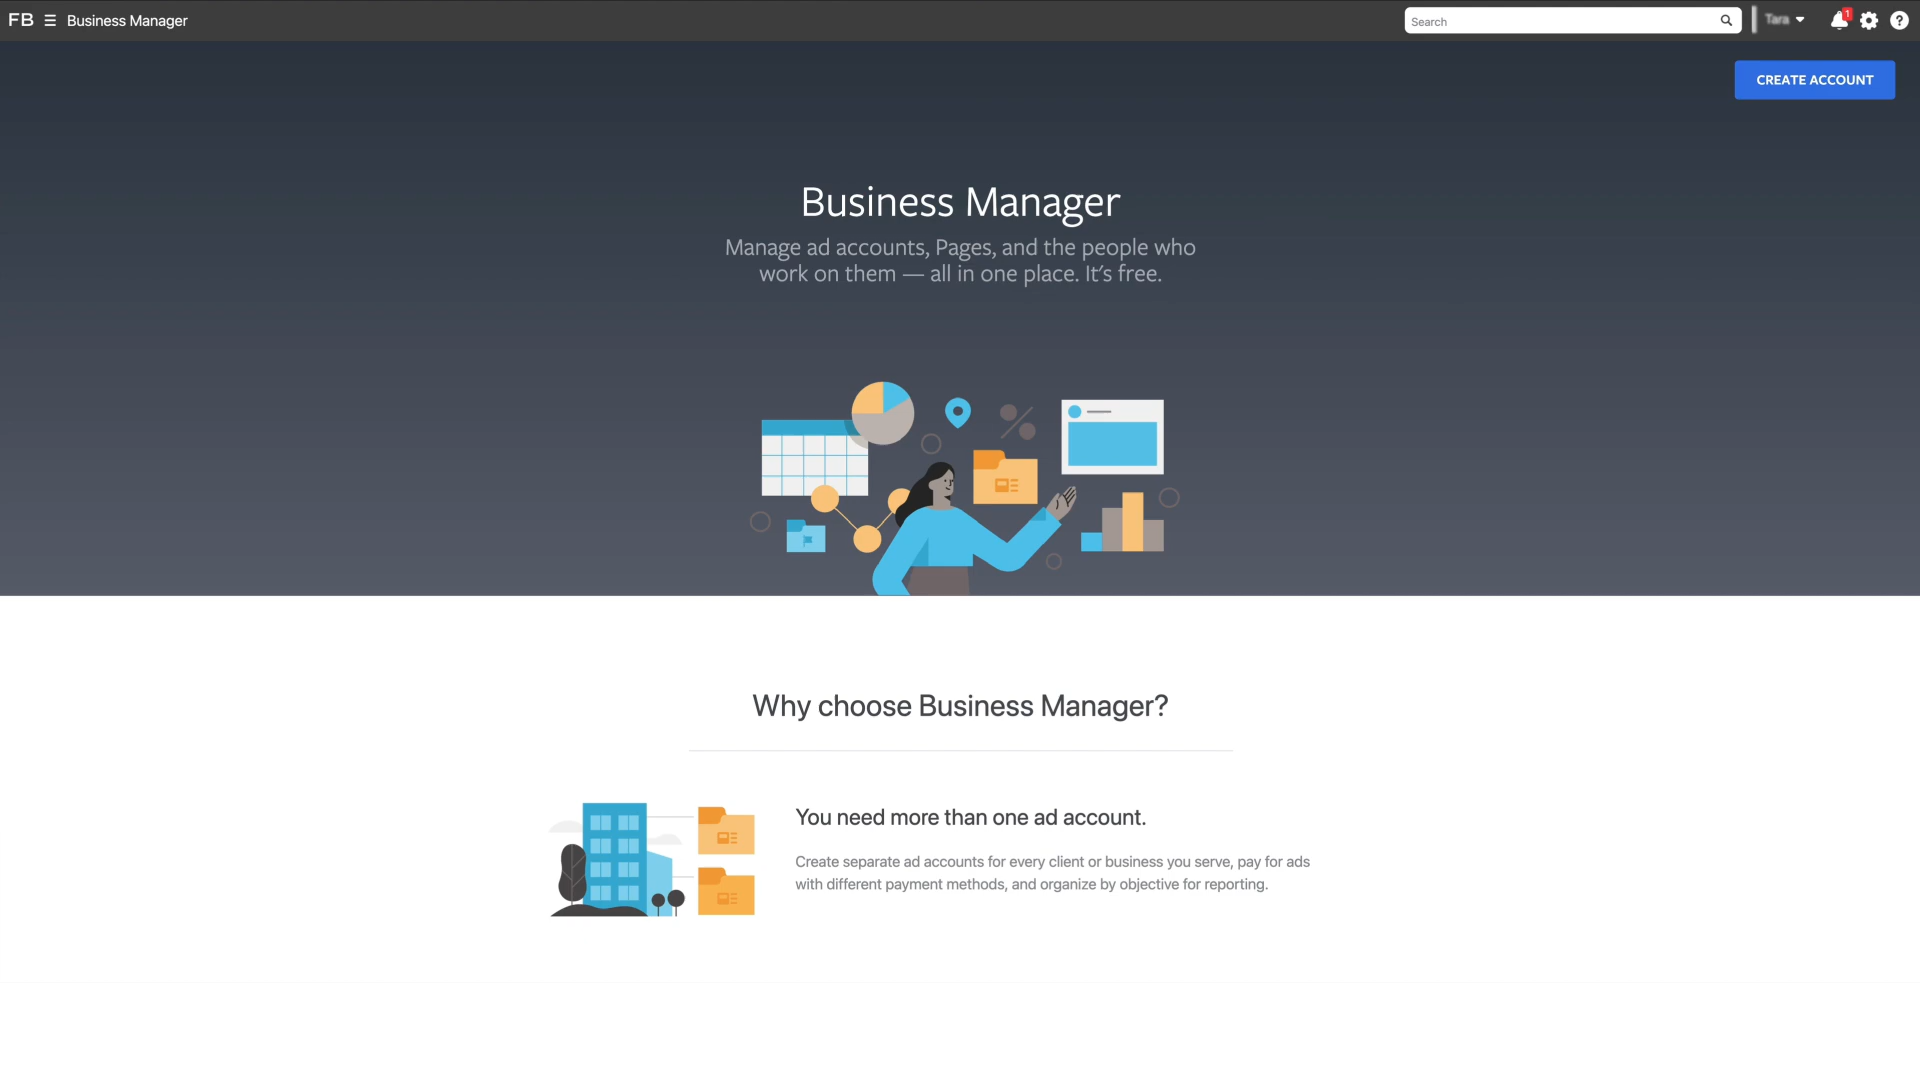 FB Business Manager
Search
Tara
1
?
CREATE ACCOUNT
Business Manager
Manage ad accounts, Pages, and the people who
work on them — all in one place. It's free.
Why choose Business Manager?
You need more than one ad account.
Create separate ad accounts for every client or business you serve, pay for ads
with different payment methods, and organize by objective for reporting.